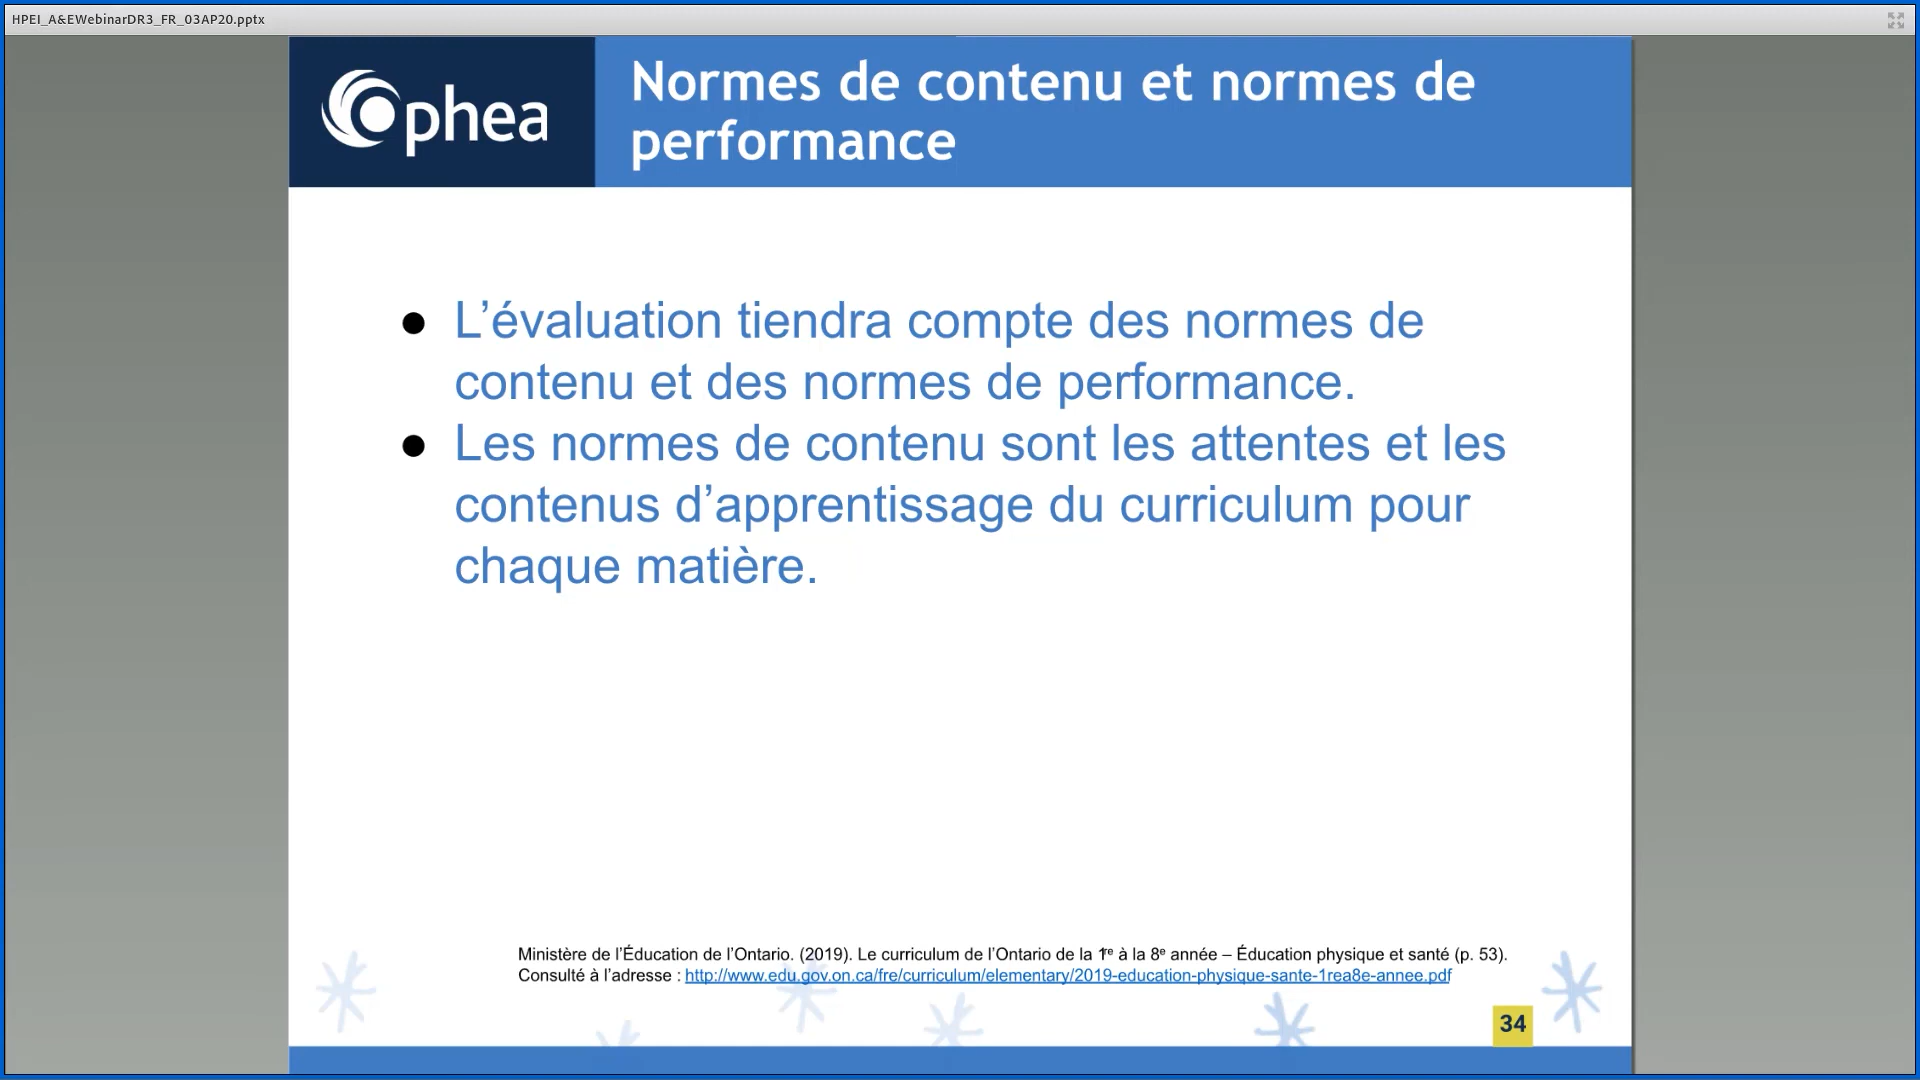 HPEI_A&EWebinarDR3_FR_03AP20.pptx
Ophea
Normes de contenu et normes de
performance
● L’évaluation tiendra compte des normes de
contenu et des normes de performance.
● Les normes de contenu sont les attentes et les
contenus d’apprentissage du curriculum pour
chaque matière.
Ministère de l’Éducation de l’Ontario. (2019). Le curriculum de l’Ontario de la 1re à la 8e année – Éducation physique et santé (p. 53).
Consulté à l’adresse : http://www.edu.gov.on.ca/fre/curriculum/elementary/2019-education-physique-sante-1rea8e-annee.pdf
34